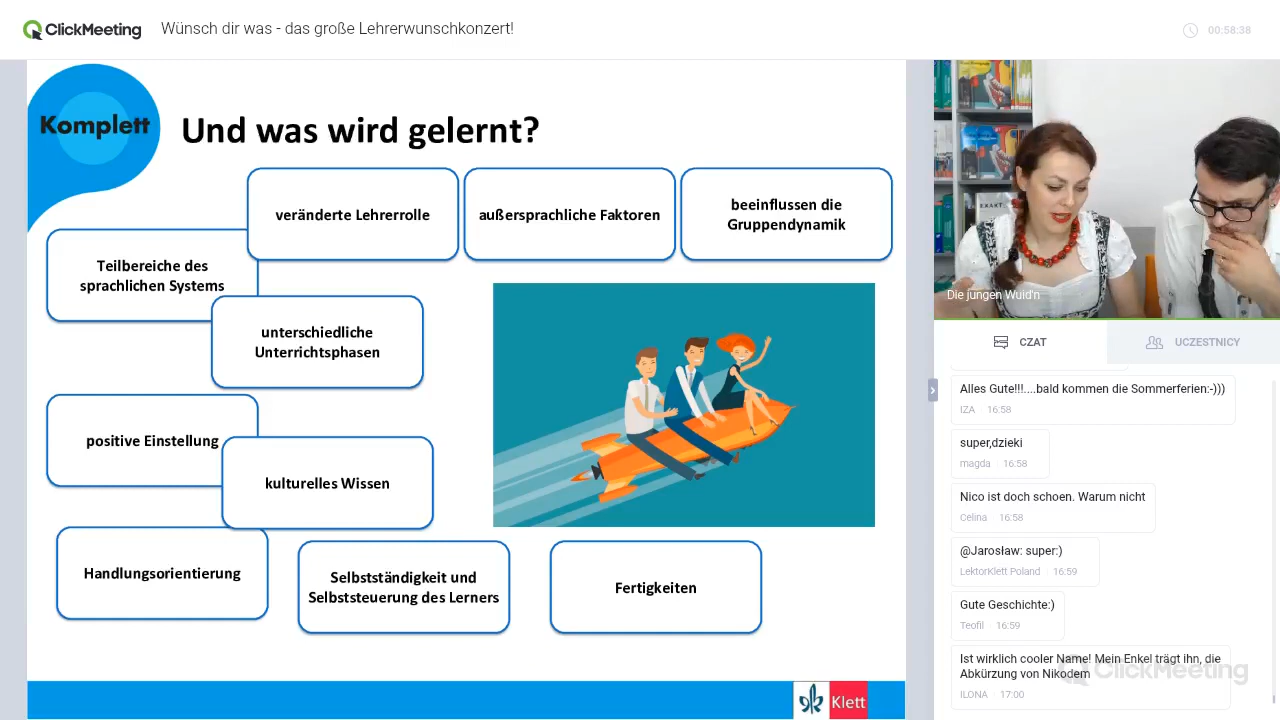 ClickMeeting
Wünsch dir was - das große Lehrerwunschkonzert!
00:58:38
Komplett
Und was wird gelernt?
veränderte Lehrerrolle
außersprachliche Faktoren
beeinflussen die
Gruppendynamik
Teilbereiche des
sprachlichen Systems
unterschiedliche
Unterrichtsphasen
positive Einstellung
kulturelles Wissen
Handlungsorientierung
Selbstständigkeit und
Selbststeuerung des Lerners
Fertigkeiten
Klett
EXAKT
Die jungen Wuid'n
CZAT
UCZESTNICY
Alles Gute!!!....bald kommen die Sommerferien:-)))
IZA 16:58
super,dzieki
magda 16:58
Nico ist doch schoen. Warum nicht
Celina 16:58
@Jarosław: super:)
LektorKlett Poland 16:59
Gute Geschichte:)
Teofil 16:59
Ist wirklich cooler Name! Mein Enkel trägt ihn, die
Abkürzung von Nikodem
ILONA 17:00
ClickMeeting